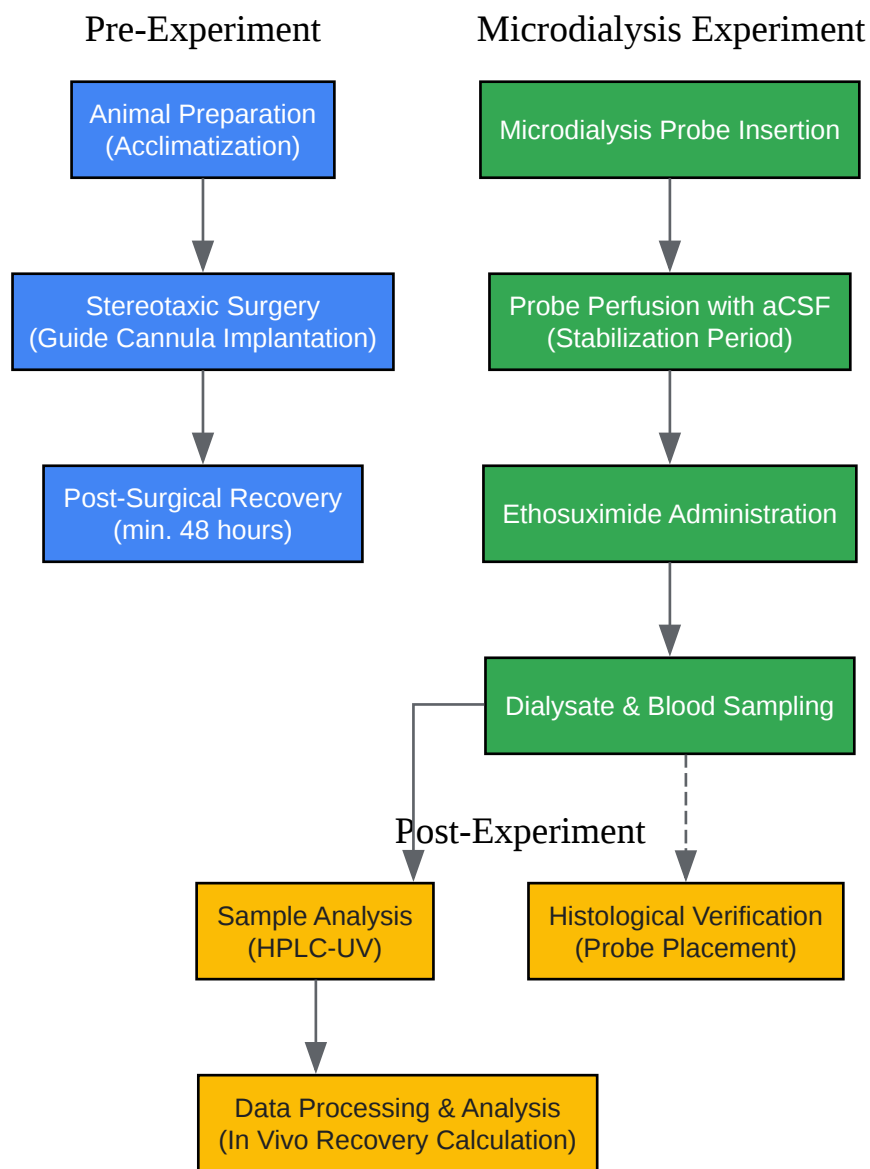 Pre-Experiment
Animal Preparation
(Acclimatization)
Stereotaxic Surgery
(Guide Cannula Implantation)
Post-Surgical Recovery
(min. 48 hours)
Microdialysis Experiment
Microdialysis Probe Insertion
Probe Perfusion with aCSF
(Stabilization Period)
Ethosuximide Administration
Dialysate & Blood Sampling
Post-Experiment
Sample Analysis
(HPLC-UV)
Histological Verification
(Probe Placement)
Data Processing & Analysis
(In Vivo Recovery Calculation)